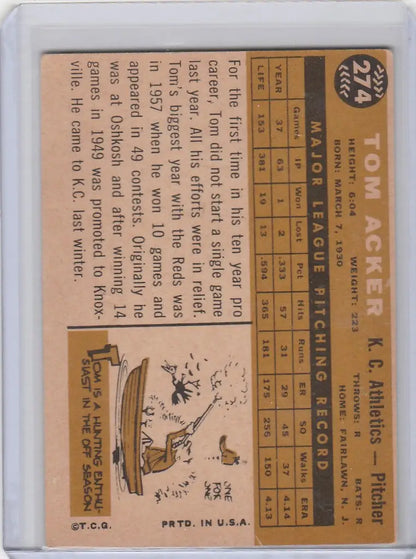 274
TOM ACKER
K. C. Athletics — Pitcher
HEIGHT: 6:04 WEIGHT: 223 THROWS: R BATS: R
BORN: MARCH 7, 1930 HOME: FAIRLAWN, N. J.
MAJOR LEAGUE PITCHING RECORD
Games IP Won Lost Pct Hits Runs ER SO Walks ERA
YEAR 37 63 1 2 .333 57 31 29 45 37 4.14
LIFE 153 381 19 13 .594 365 181 175 256 150 4.13
For the first time in his ten year pro
career, Tom did not start a single game
last year. All his efforts were in relief.
Tom's biggest year with the Reds was
in 1957 when he won 10 games and
appeared in 49 contests. Originally he
was at Oshkosh and after winning 14
games in 1949 was promoted to Knox-
ville. He came to K.C. last winter.
ONE
FOR
ONE
TOM IS A HUNTING ENTHU-
SIAST IN THE OFF SEASON
©T.C.G. PRTD. IN U.S.A.